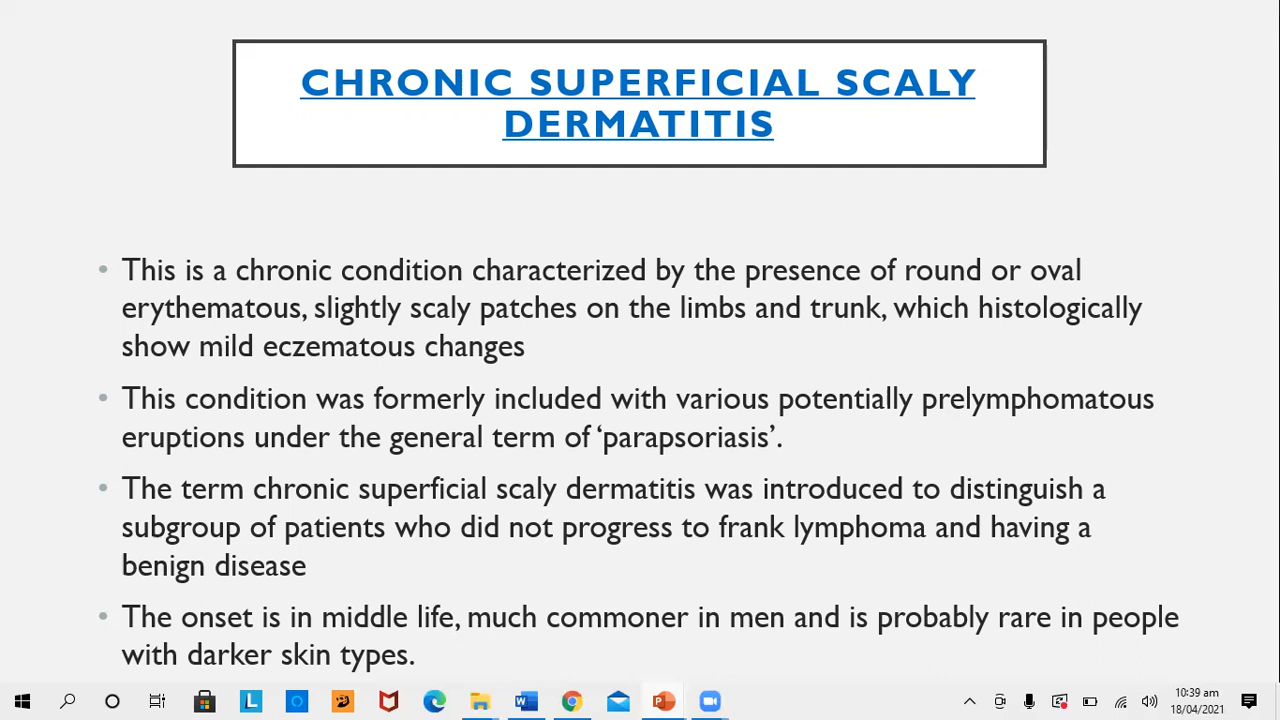 CHRONIC SUPERFICIAL SCALY
DERMATITIS
• This is a chronic condition characterized by the presence of round or oval
erythematous, slightly scaly patches on the limbs and trunk, which histologically
show mild eczematous changes
• This condition was formerly included with various potentially prelymphomatous
eruptions under the general term of ‘parapsoriasis’.
• The term chronic superficial scaly dermatitis was introduced to distinguish a
subgroup of patients who did not progress to frank lymphoma and having a
benign disease
• The onset is in middle life, much commoner in men and is probably rare in people
with darker skin types.
10:39 am
18/04/2021